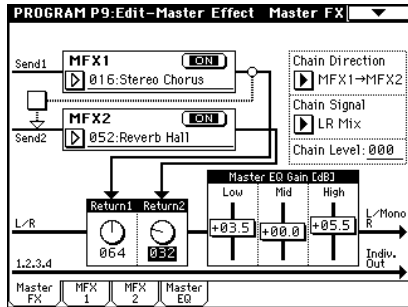 PROGRAM P9:Edit-Master Effect Master FX
Send1
MFX1
ON
016:Stereo Chorus
Send2
MFX2
ON
052:Reverb Hall
Chain Direction
MFX1→MFX2
Chain Signal
LR Mix
Chain Level: 000
Return1 Return2
064 032
Master EQ Gain [dB]
Low Mid High
+03.5 +00.0 +05.5
L/R
L/Mono
R
1.2.3.4
Indiv.
Out
Master FX
MFX 1
MFX 2
Master EQ